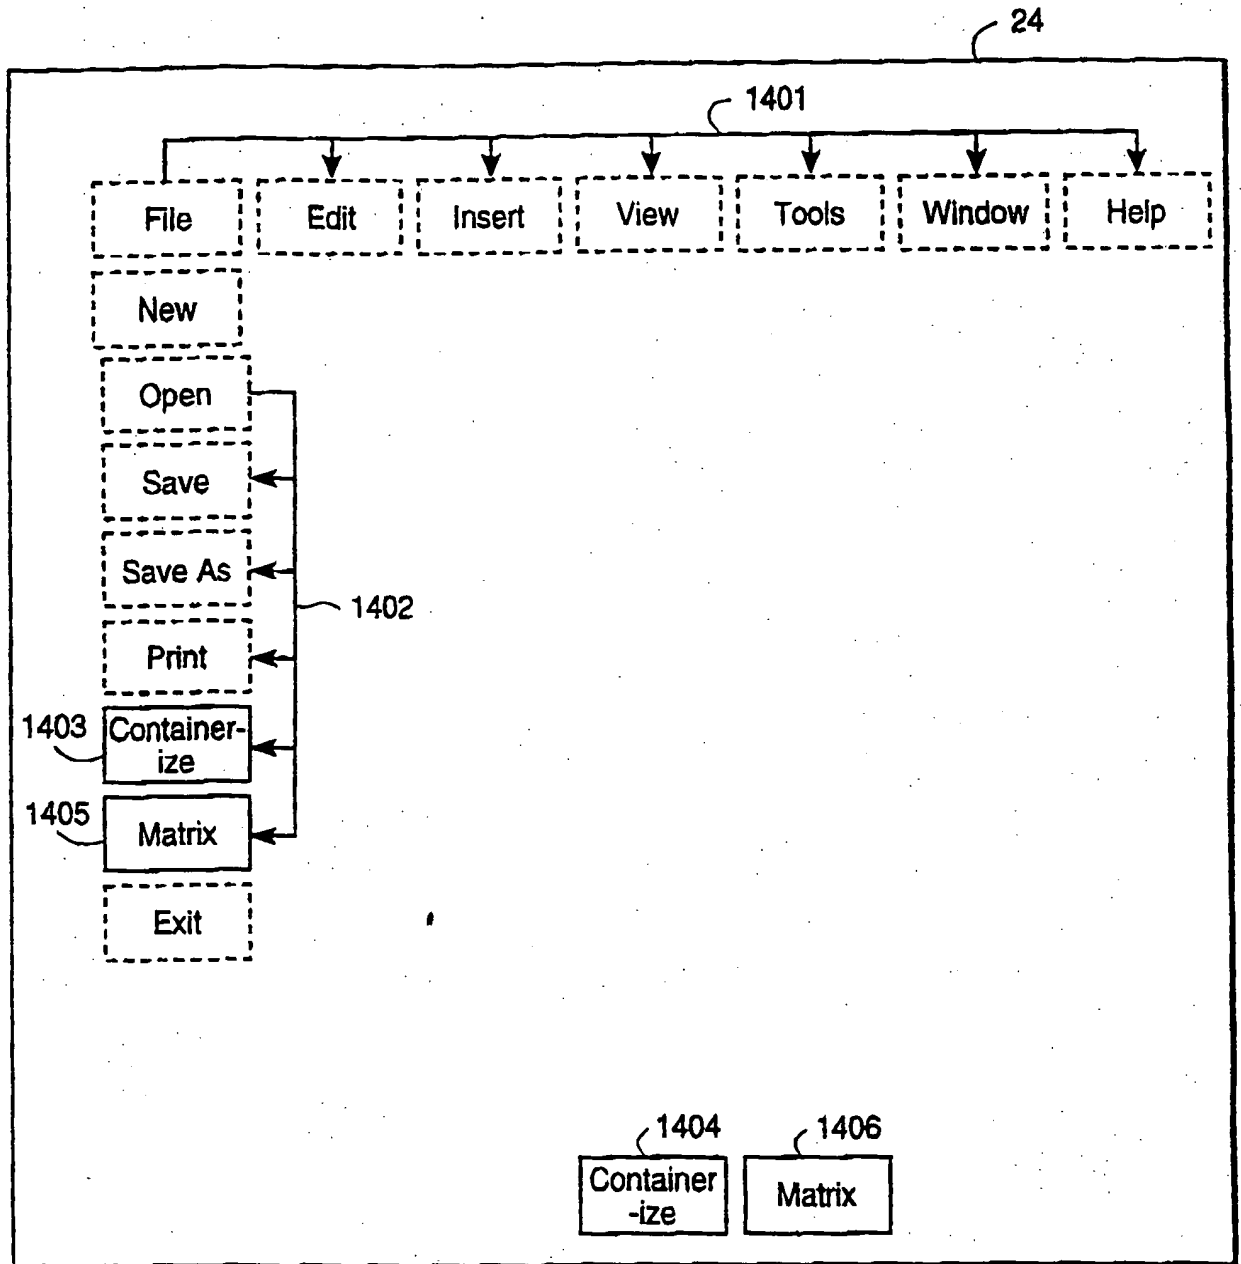 24
1401
File Edit Insert View Tools Window Help
New
Open
Save
Save As
1402
Print
1403
Container-
ize
1405
Matrix
Exit
1404 1406
Container
-ize
Matrix